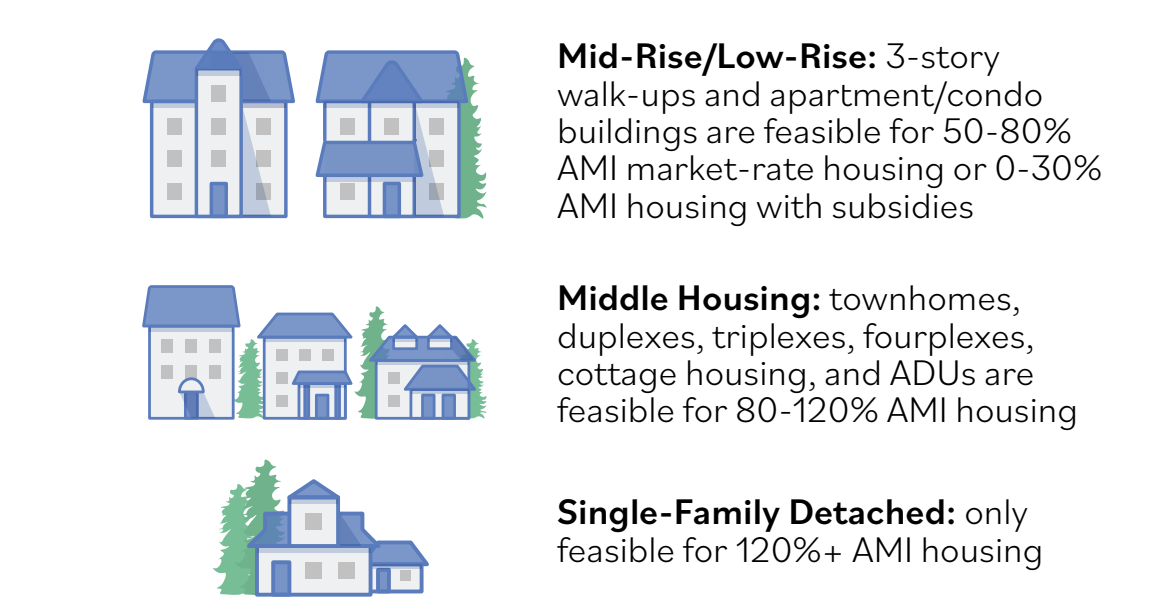 Mid-Rise/Low-Rise: 3-story
walk-ups and apartment/condo
buildings are feasible for 50-80%
AMI market-rate housing or 0-30%
AMI housing with subsidies
Middle Housing: townhomes,
duplexes, triplexes, fourplexes,
cottage housing, and ADUs are
feasible for 80-120% AMI housing
Single-Family Detached: only
feasible for 120%+ AMI housing